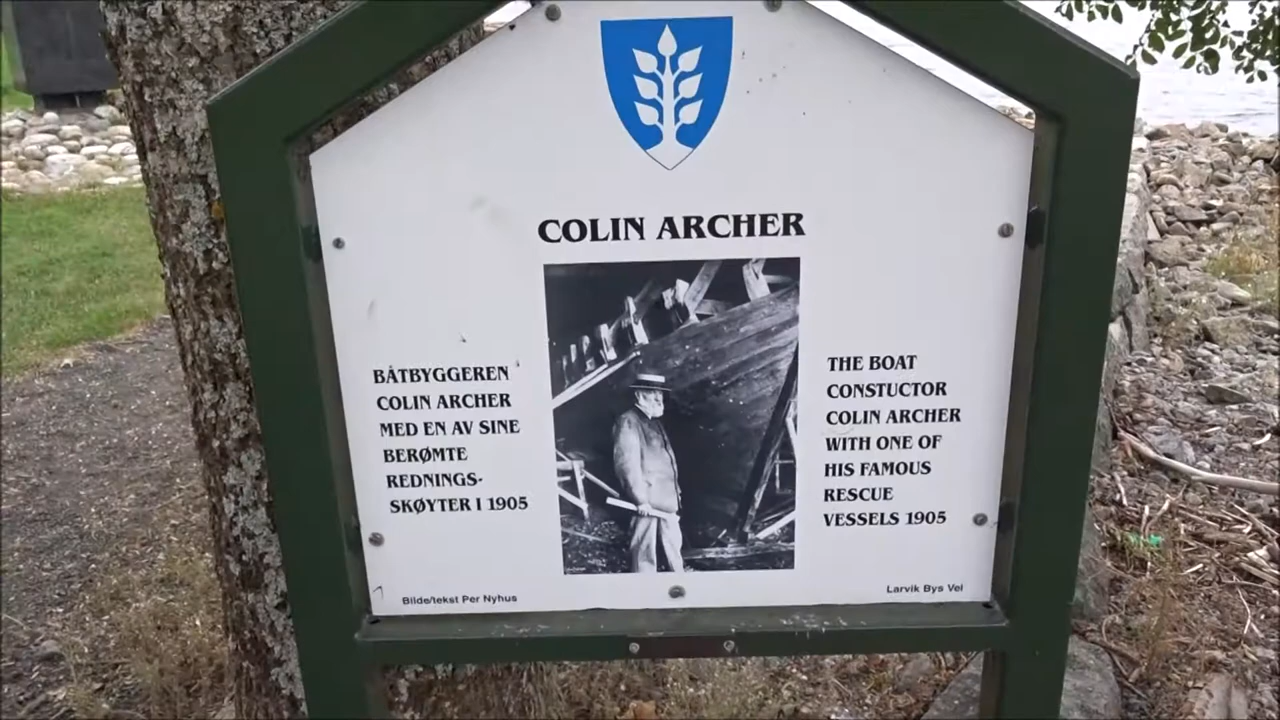 COLIN ARCHER
BÅTBYGGEREN
COLIN ARCHER
MED EN AV SINE
BERØMTE
REDNINGS-
SKØYTER I 1905
THE BOAT
CONSTUCTOR
COLIN ARCHER
WITH ONE OF
HIS FAMOUS
RESCUE
VESSELS 1905
Bilde/tekst Per Nyhus
Larvik Bys Vel